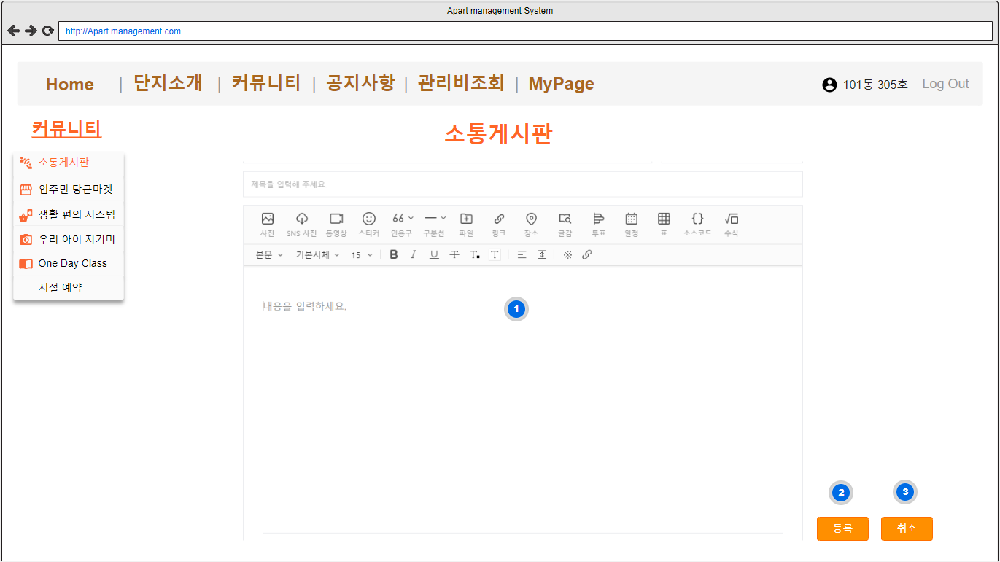 Apart management System
http://Apart management.com
Home | 단지소개 | 커뮤니티 | 공지사항 | 관리비조회 | MyPage
101동 305호 Log Out
커뮤니티
소통게시판
입주민 당근마켓
생활 편의 시스템
우리 아이 지키미
One Day Class
시설 예약
소통게시판
제목을 입력해 주세요.
사진 SNS 사진 동영상 스티커 인용구 구분선 파일 링크 장소 글감 투표 일정 표 소스코드 수식
본문 기본서체 15 B I U T T T
내용을 입력하세요.
1
2 3
등록 취소